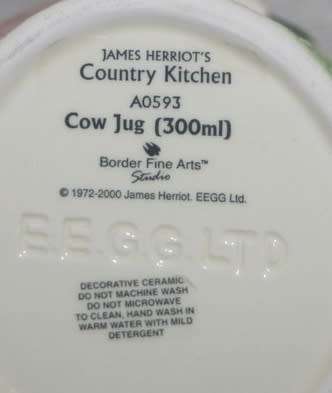 JAMES HERRIOT'S
Country Kitchen
A0593
Cow Jug (300ml)
Border Fine Arts™
Studio
© 1972-2000 James Herriot. EEGG Ltd.
E.E.G.G. LTD
DECORATIVE CERAMIC
DO NOT MACHINE WASH
DO NOT MICROWAVE
TO CLEAN, HAND WASH IN
WARM WATER WITH MILD
DETERGENT